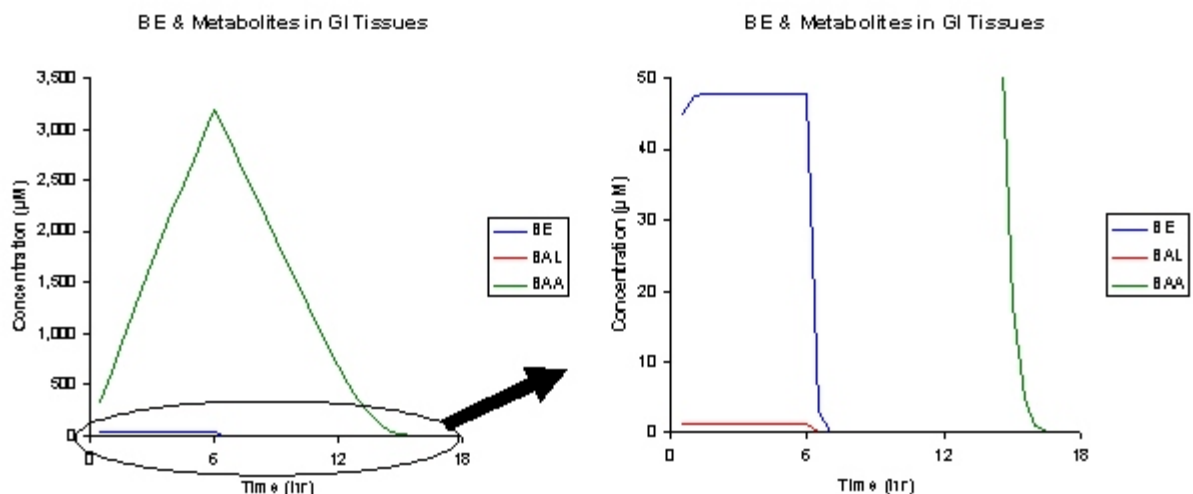 BE & Metabolites in GI Tissues
3,500
3,000
2,500
2,000
1,500
1,000
500
0
Concentration (µM)
0 6 12 18
Time (hr)
BE
BAL
BAA
BE & Metabolites in GI Tissues
50
40
30
20
10
0
Concentration (µM)
0 6 12 18
Time (hr)
BE
BAL
BAA